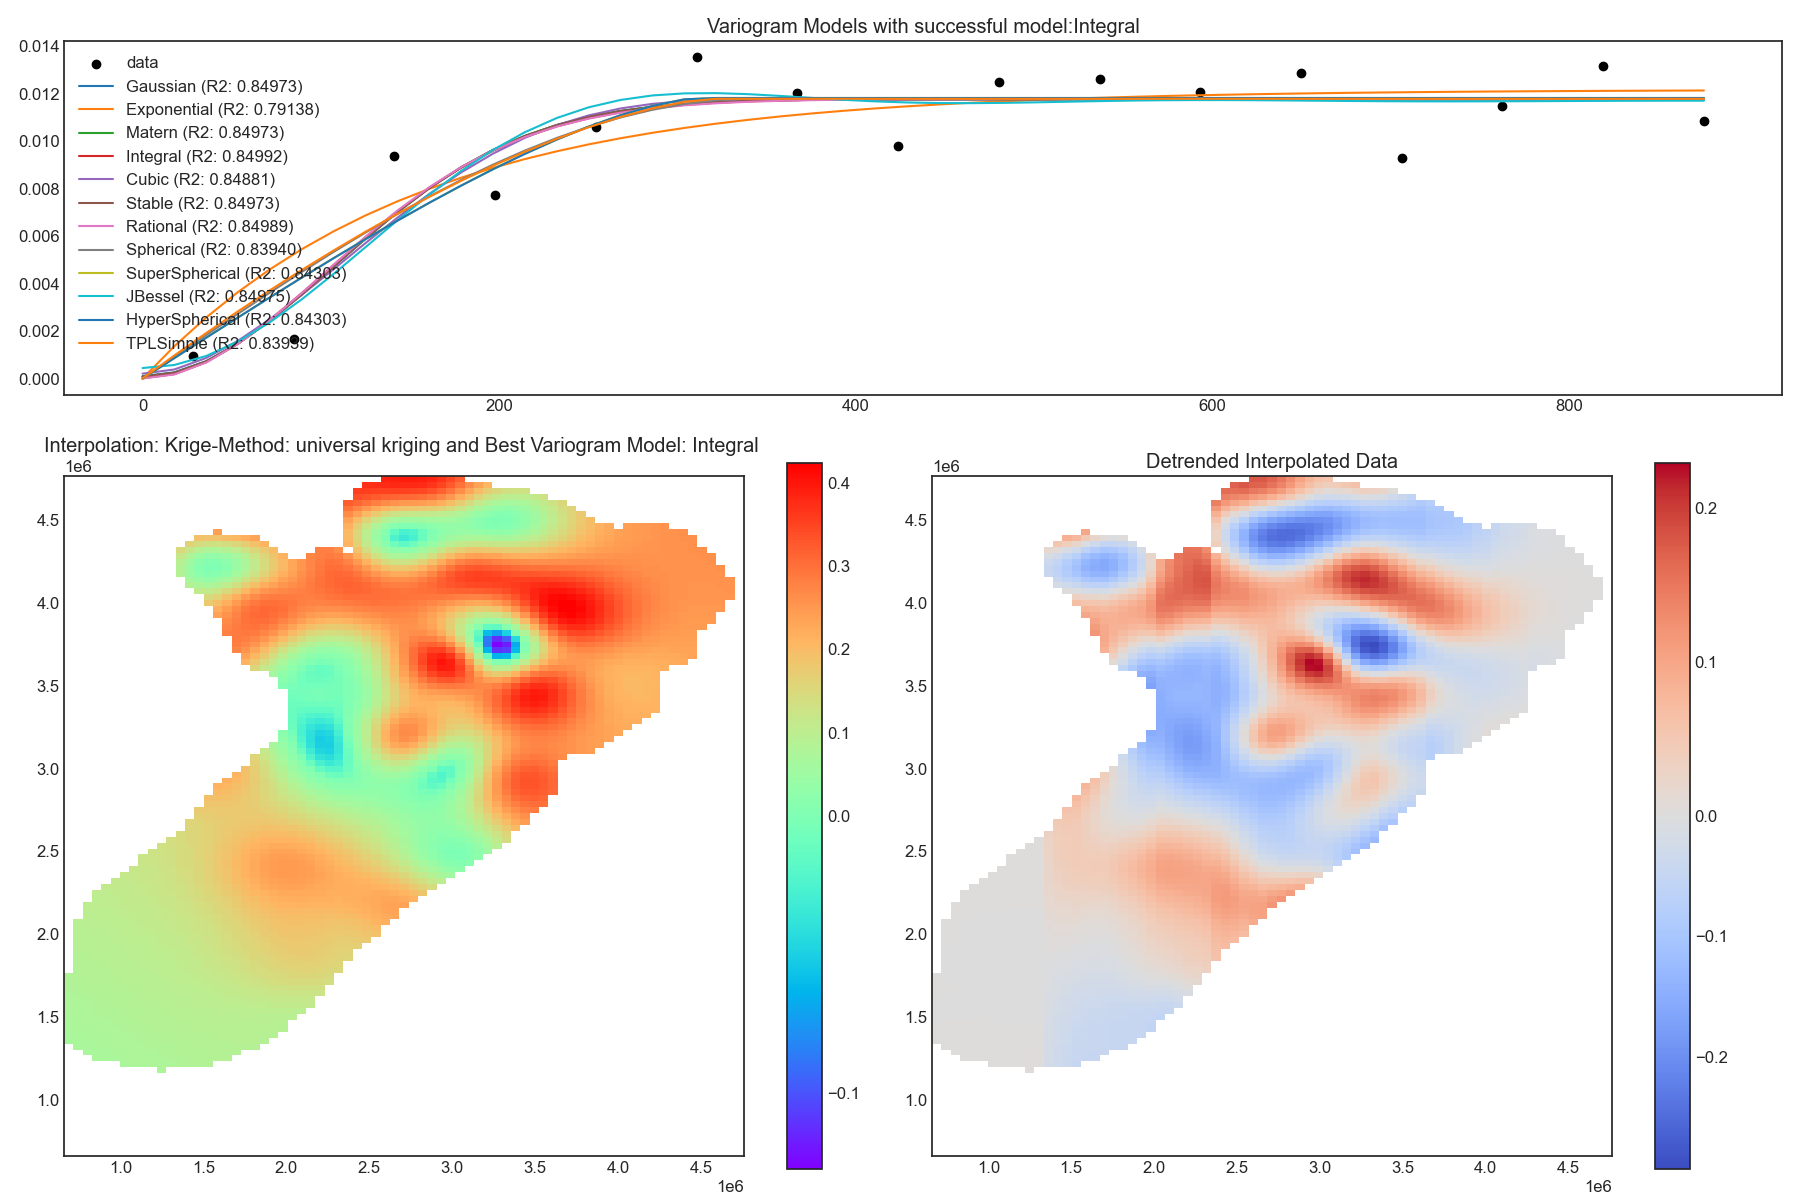 Variogram Models with successful model:Integral
0.014
0.012
0.010
0.008
0.006
0.004
0.002
0.000
data
Gaussian (R2: 0.84973)
Exponential (R2: 0.79138)
Matern (R2: 0.84973)
Integral (R2: 0.84992)
Cubic (R2: 0.84881)
Stable (R2: 0.84973)
Rational (R2: 0.84989)
Spherical (R2: 0.83940)
SuperSpherical (R2: 0.84303)
JBessel (R2: 0.84975)
HyperSpherical (R2: 0.84303)
TPLSimple (R2: 0.83939)
0 200 400 600 800
Interpolation: Krige-Method: universal kriging and Best Variogram Model: Integral
1e6
4.5
4.0
3.5
3.0
2.5
2.0
1.5
1.0
1.0 1.5 2.0 2.5 3.0 3.5 4.0 4.5
1e6
0.4
0.3
0.2
0.1
0.0
−0.1
Detrended Interpolated Data
1e6
4.5
4.0
3.5
3.0
2.5
2.0
1.5
1.0
1.0 1.5 2.0 2.5 3.0 3.5 4.0 4.5
1e6
0.2
0.1
0.0
−0.1
−0.2